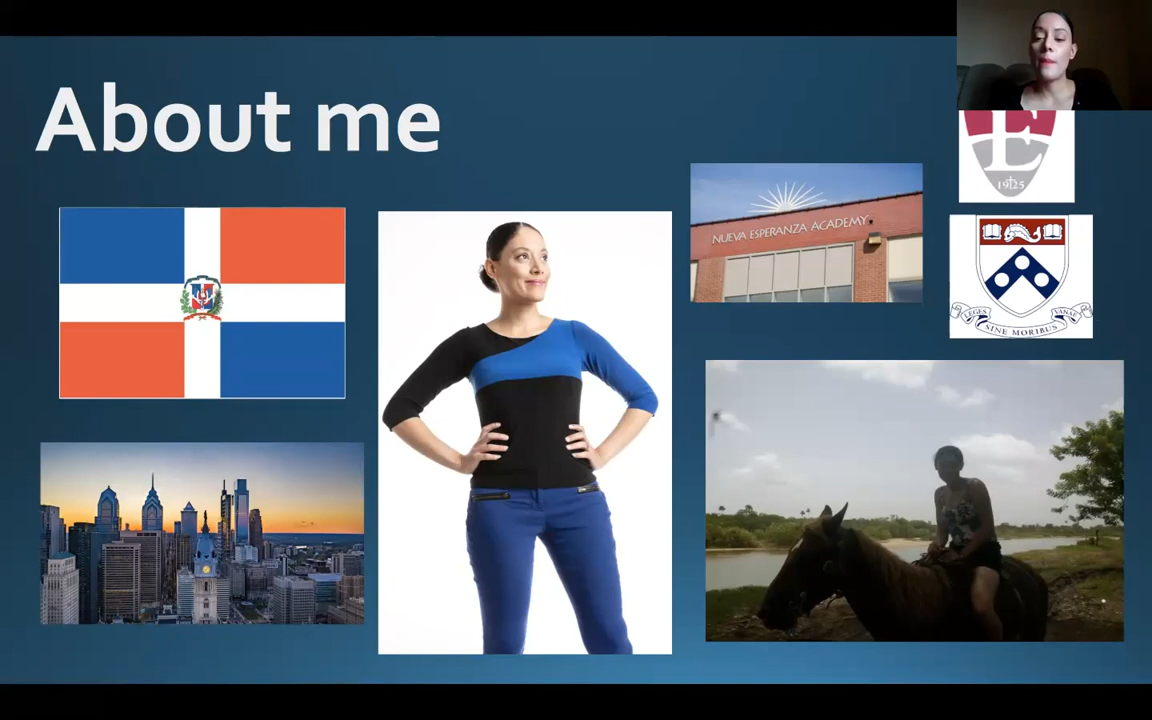 About me
NUEVA ESPERANZA ACADEMY
E
1925
LEGES
VANAE
SINE MORIBUS